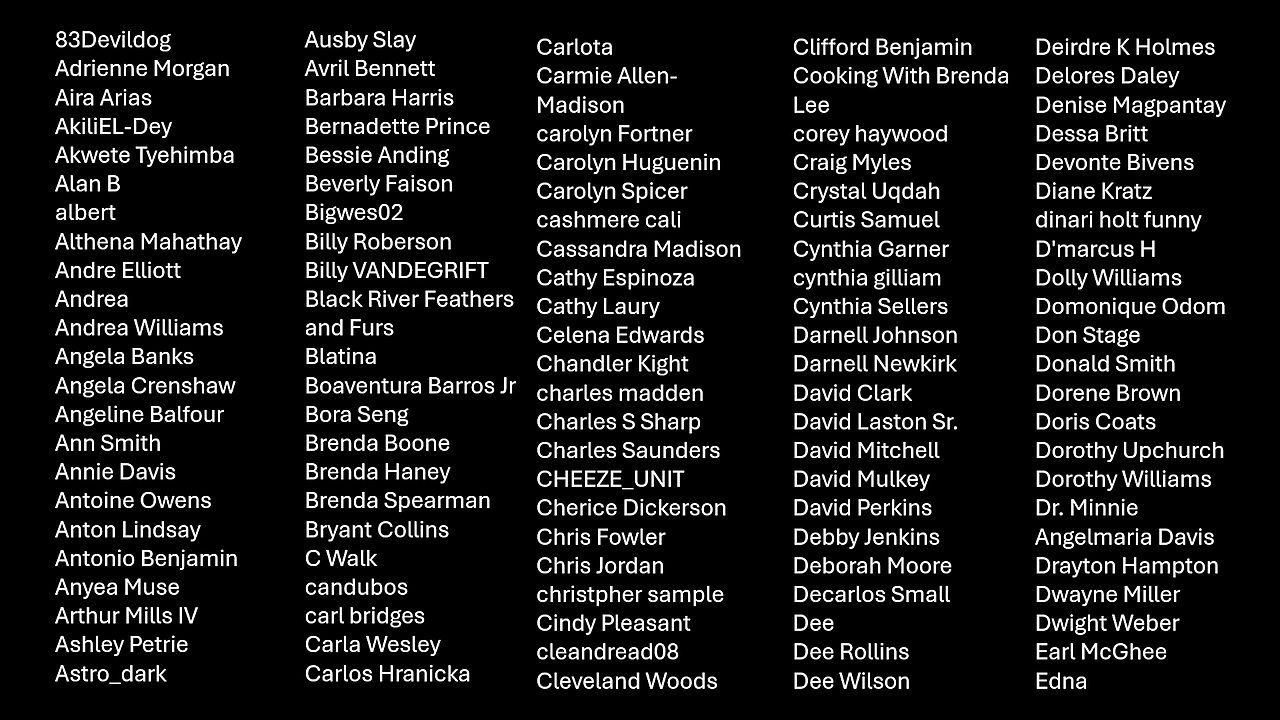 83Devildog
Adrienne Morgan
Aira Arias
AkiliEL-Dey
Akwete Tyehimba
Alan B
albert
Althena Mahathay
Andre Elliott
Andrea
Andrea Williams
Angela Banks
Angela Crenshaw
Angeline Balfour
Ann Smith
Annie Davis
Antoine Owens
Anton Lindsay
Antonio Benjamin
Anyea Muse
Arthur Mills IV
Ashley Petrie
Astro_dark
Ausby Slay
Avril Bennett
Barbara Harris
Bernadette Prince
Bessie Anding
Beverly Faison
Bigwes02
Billy Roberson
Billy VANDEGRIFT
Black River Feathers
and Furs
Blatina
Boaventura Barros Jr
Bora Seng
Brenda Boone
Brenda Haney
Brenda Spearman
Bryant Collins
C Walk
candubos
carl bridges
Carla Wesley
Carlos Hranicka
Carlota
Carmie Allen-
Madison
carolyn Fortner
Carolyn Huguenin
Carolyn Spicer
cashmere cali
Cassandra Madison
Cathy Espinoza
Cathy Laury
Celena Edwards
Chandler Kight
charles madden
Charles S Sharp
Charles Saunders
CHEEZE_UNIT
Cherice Dickerson
Chris Fowler
Chris Jordan
christpher sample
Cindy Pleasant
cleandread08
Cleveland Woods
Clifford Benjamin
Cooking With Brenda
Lee
corey haywood
Craig Myles
Crystal Uqdah
Curtis Samuel
Cynthia Garner
cynthia gilliam
Cynthia Sellers
Darnell Johnson
Darnell Newkirk
David Clark
David Laston Sr.
David Mitchell
David Mulkey
David Perkins
Debby Jenkins
Deborah Moore
Decarlos Small
Dee
Dee Rollins
Dee Wilson
Deirdre K Holmes
Delores Daley
Denise Magpantay
Dessa Britt
Devonte Bivens
Diane Kratz
dinari holt funny
D'marcus H
Dolly Williams
Domonique Odom
Don Stage
Donald Smith
Dorene Brown
Doris Coats
Dorothy Upchurch
Dorothy Williams
Dr. Minnie
Angelmaria Davis
Drayton Hampton
Dwayne Miller
Dwight Weber
Earl McGhee
Edna